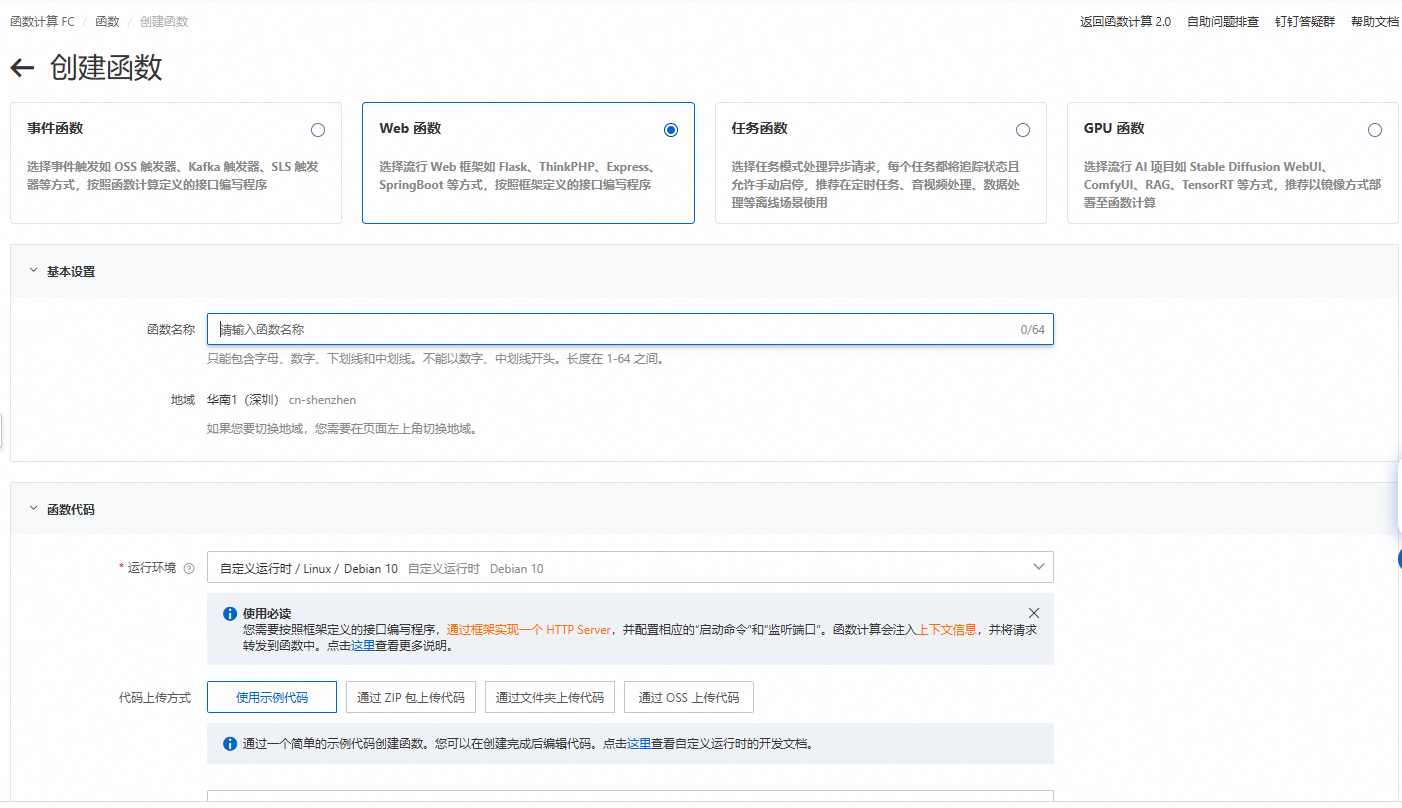 函数计算 FC / 函数 / 创建函数
返回函数计算 2.0 自助问题排查 钉钉答疑群 帮助文档
创建函数
事件函数
选择事件触发如 OSS 触发器、Kafka 触发器、SLS 触发
器等方式，按照函数计算定义的接口编写程序
Web 函数
选择流行 Web 框架如 Flask、ThinkPHP、Express、
SpringBoot 等方式，按照框架定义的接口编写程序
任务函数
选择任务模式处理异步请求，每个任务都将追踪状态且
允许手动启停，推荐在定时任务、音视频处理、数据处
理等离线场景使用
GPU 函数
选择流行 AI 项目如 Stable Diffusion WebUI、
ComfyUI、RAG、TensorRT 等方式，推荐以镜像方式部
署至函数计算
基本设置
函数名称 请输入函数名称 0/64
只能包含字母、数字、下划线和中划线。不能以数字、中划线开头。长度在 1-64 之间。
地域 华南1（深圳） cn-shenzhen
如果您要切换地域，您需要在页面左上角切换地域。
函数代码
* 运行环境 自定义运行时 / Linux / Debian 10 自定义运行时 Debian 10
使用必读
您需要按照框架定义的接口编写程序，通过框架实现一个 HTTP Server，并配置相应的“启动命令”和“监听端口”。函数计算会注入上下文信息，并将请求
转发到函数中。点击这里查看更多说明。
代码上传方式 使用示例代码 通过 ZIP 包上传代码 通过文件夹上传代码 通过 OSS 上传代码
通过一个简单的示例代码创建函数。您可以在创建完成后编辑代码。点击这里查看自定义运行时的开发文档。